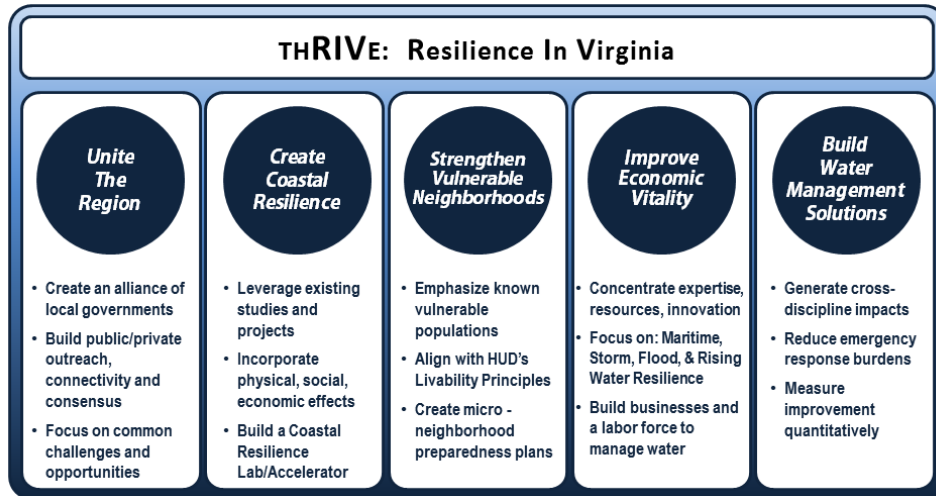 THRIVE: Resilience In Virginia
Unite
The
Region
• Create an alliance of
local governments
• Build public/private
outreach,
connectivity and
consensus
• Focus on common
challenges and
opportunities
Create
Coastal
Resilience
• Leverage existing
studies and
projects
• Incorporate
physical, social,
economic effects
• Build a Coastal
Resilience
Lab/Accelerator
Strengthen
Vulnerable
Neighborhoods
• Emphasize known
vulnerable
populations
• Align with HUD's
Livability Principles
• Create micro -
neighborhood
preparedness plans
Improve
Economic
Vitality
• Concentrate expertise,
resources, innovation
• Focus on: Maritime,
Storm, Flood, & Rising
Water Resilience
• Build businesses and
a labor force to
manage water
Build
Water
Management
Solutions
• Generate cross-
discipline impacts
• Reduce emergency
response burdens
• Measure
improvement
quantitatively